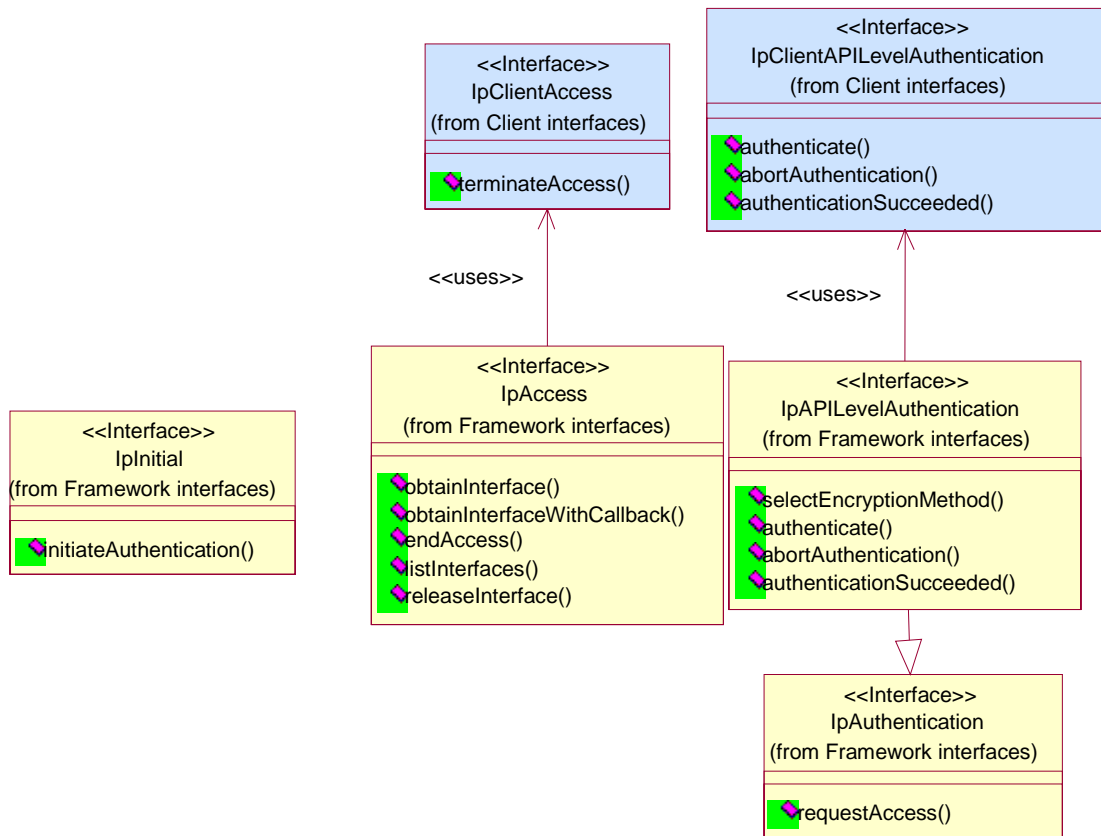 <<Interface>>
IpClientAccess
(from Client interfaces)
terminateAccess()
<<Interface>>
IpClientAPILevelAuthentication
(from Client interfaces)
authenticate()
abortAuthentication()
authenticationSucceeded()
<<uses>>
<<uses>>
<<Interface>>
IpInitial
(from Framework interfaces)
initiateAuthentication()
<<Interface>>
IpAccess
(from Framework interfaces)
obtainInterface()
obtainInterfaceWithCallback()
endAccess()
listInterfaces()
releaseInterface()
<<Interface>>
IpAPILevelAuthentication
(from Framework interfaces)
selectEncryptionMethod()
authenticate()
abortAuthentication()
authenticationSucceeded()
<<Interface>>
IpAuthentication
(from Framework interfaces)
requestAccess()